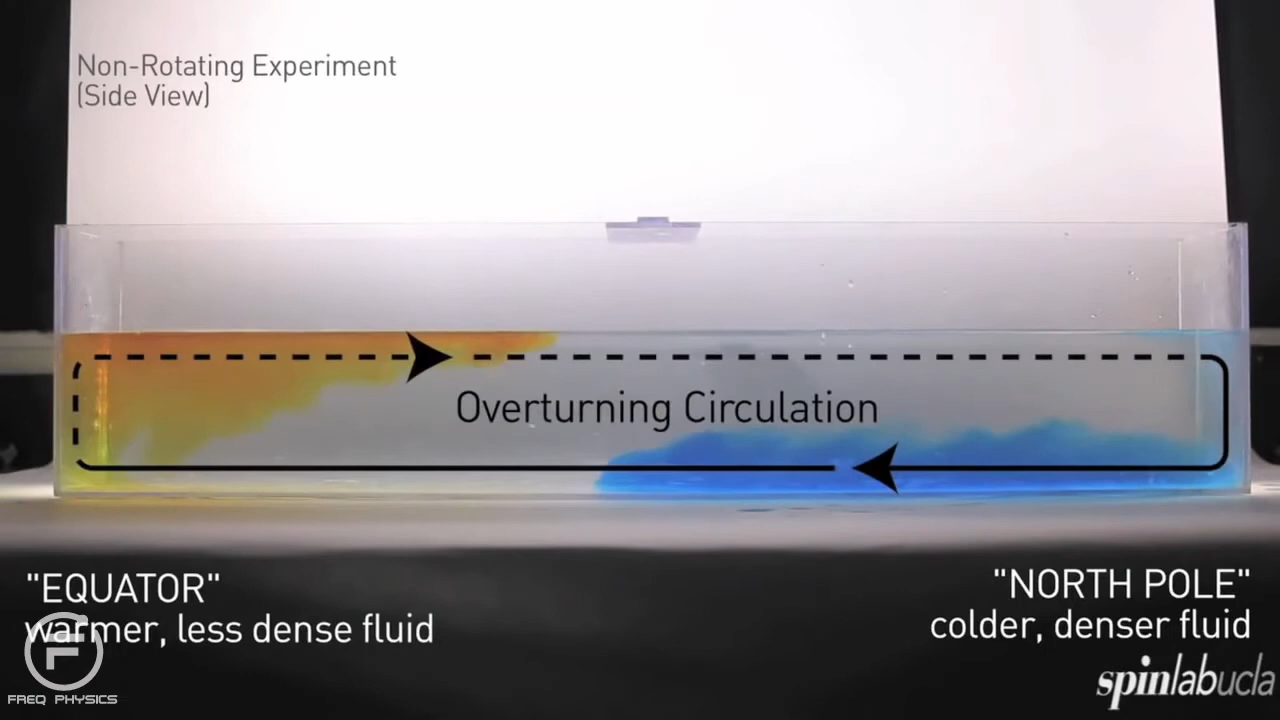 Non-Rotating Experiment
(Side View)
Overturning Circulation
"EQUATOR"
warmer, less dense fluid
"NORTH POLE"
colder, denser fluid
FREQ PHYSICS
spinlabucla